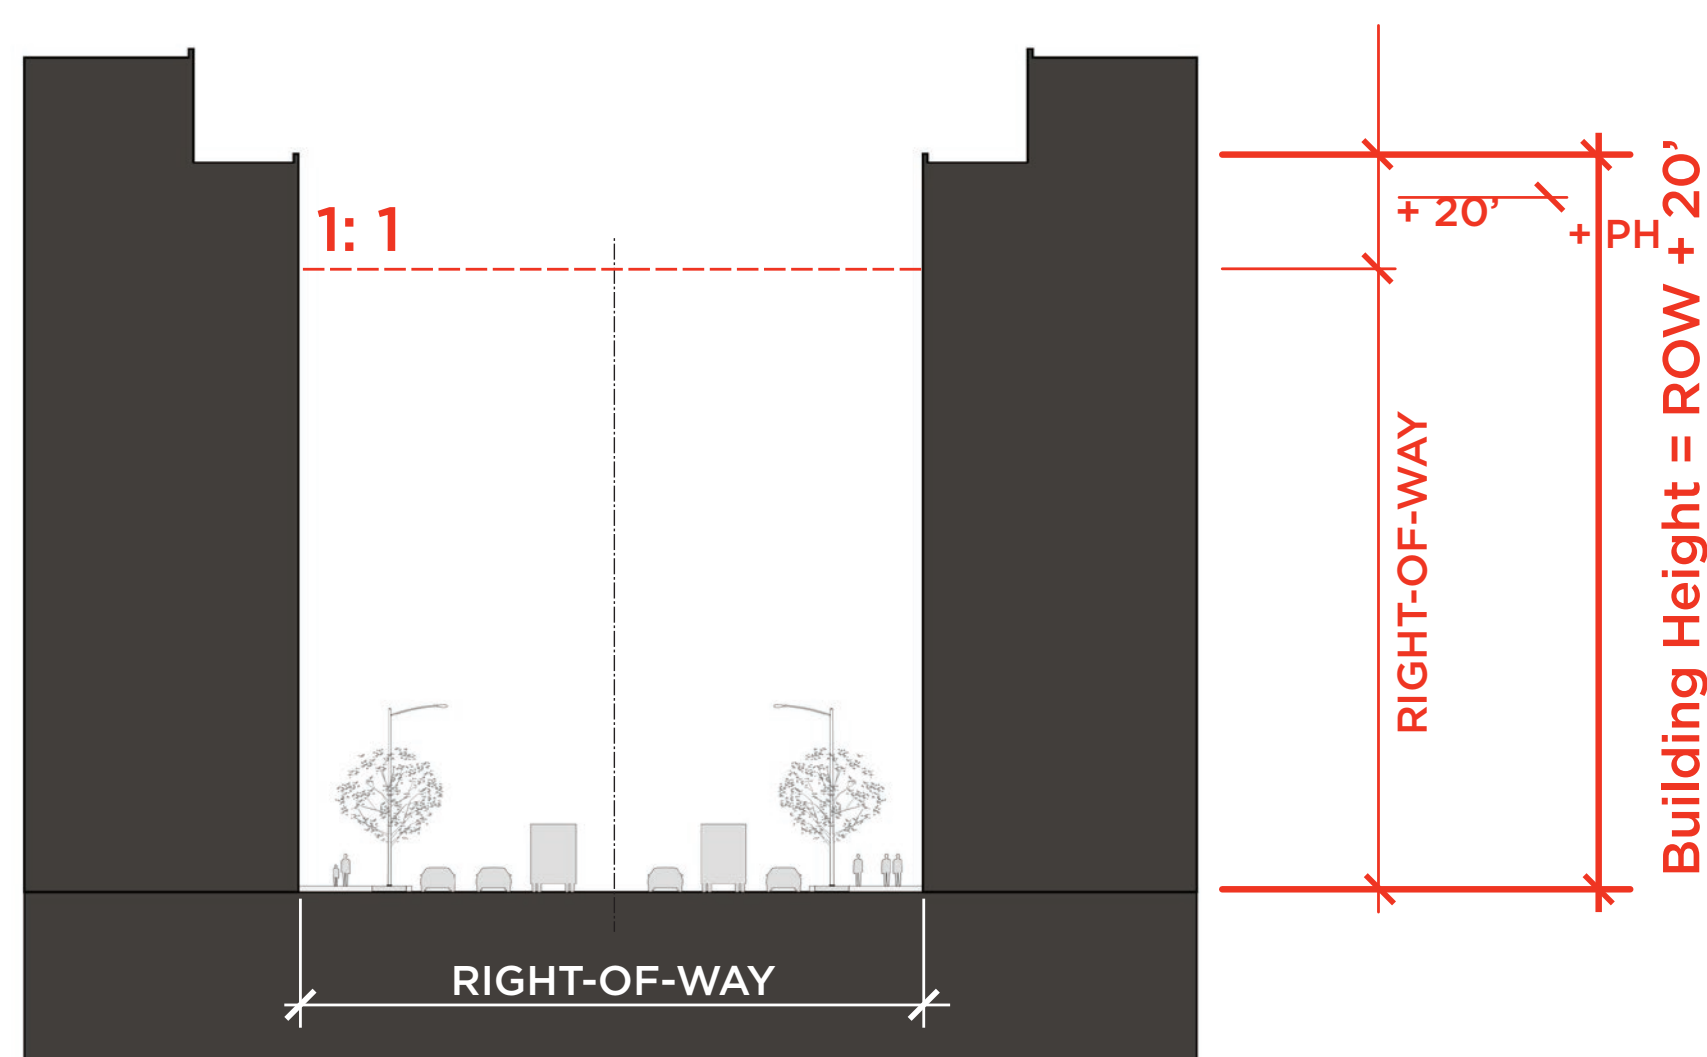 1: 1
+ 20’
+ PH
RIGHT-OF-WAY
Building Height = ROW + 20’
RIGHT-OF-WAY